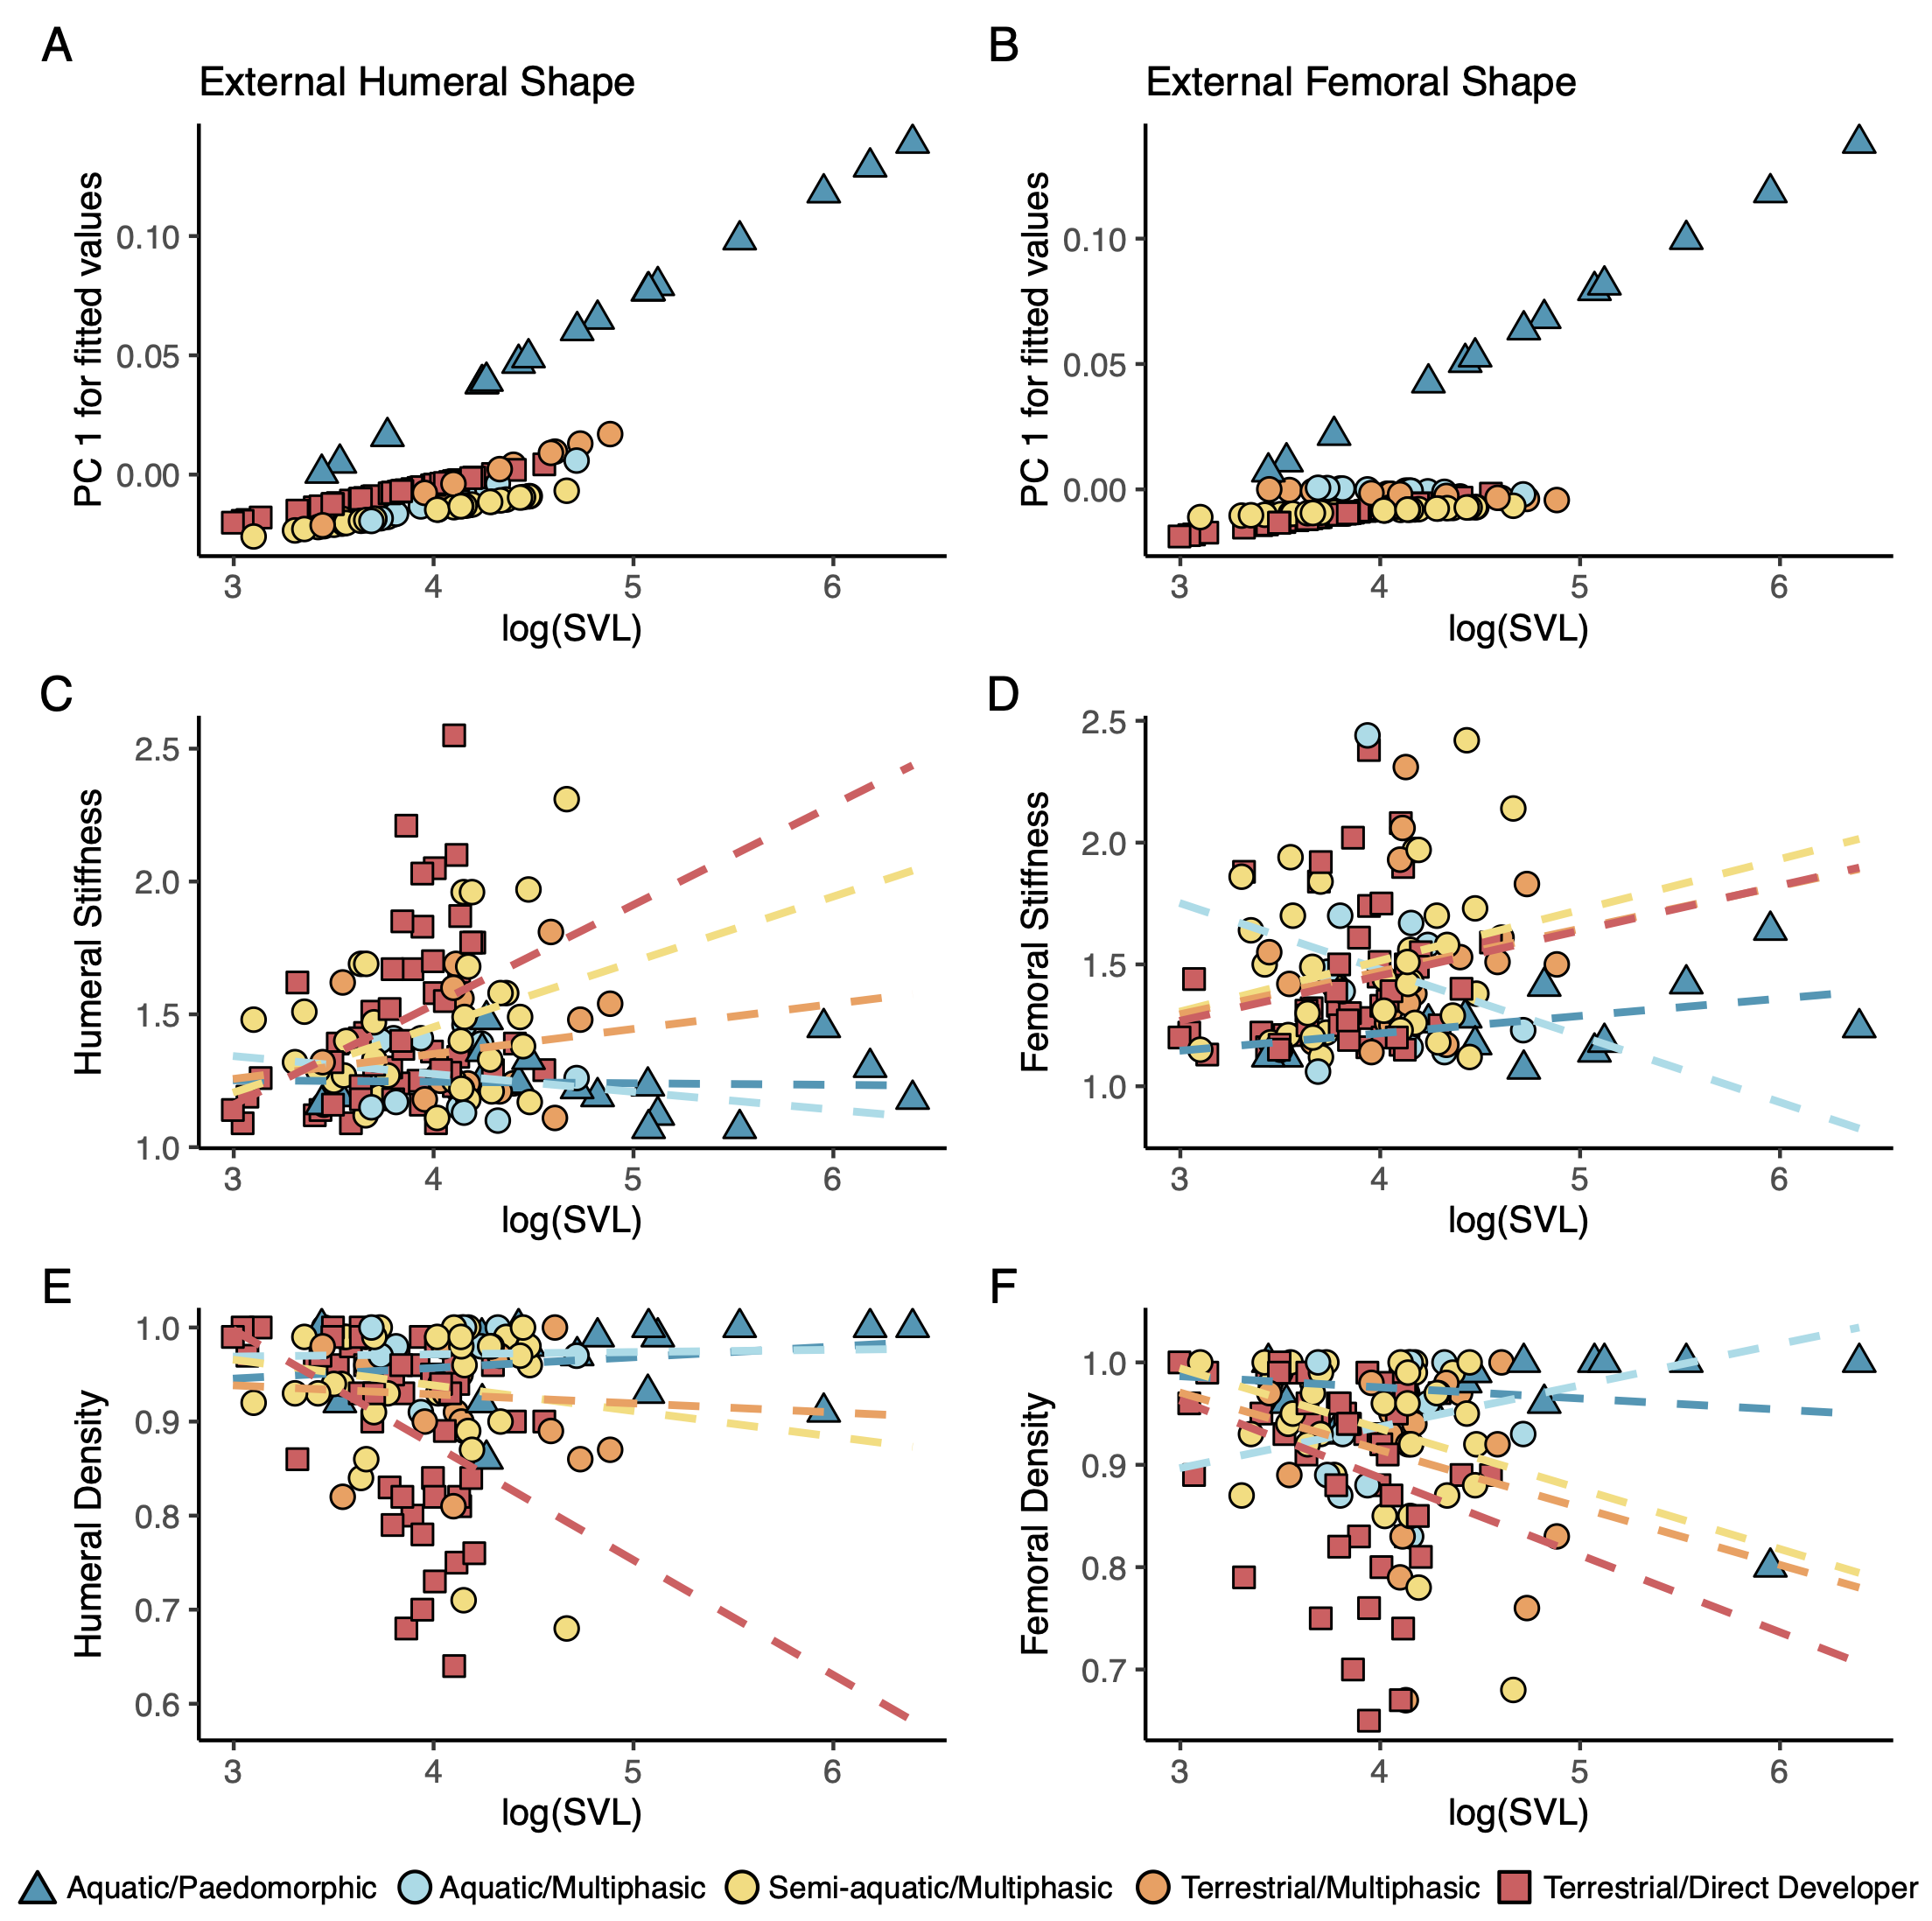 A
B
External Humeral Shape
External Femoral Shape
PC 1 for fitted values
0.10
0.05
0.00
3 4 5 6
log(SVL)
PC 1 for fitted values
0.10
0.05
0.00
3 4 5 6
log(SVL)
C
D
Humeral Stiffness
2.5
2.0
1.5
1.0
3 4 5 6
log(SVL)
Femoral Stiffness
2.5
2.0
1.5
1.0
3 4 5 6
log(SVL)
E
F
Humeral Density
1.0
0.9
0.8
0.7
0.6
3 4 5 6
log(SVL)
Femoral Density
1.0
0.9
0.8
0.7
3 4 5 6
log(SVL)
Aquatic/Paedomorphic Aquatic/Multiphasic Semi-aquatic/Multiphasic Terrestrial/Multiphasic Terrestrial/Direct Developer